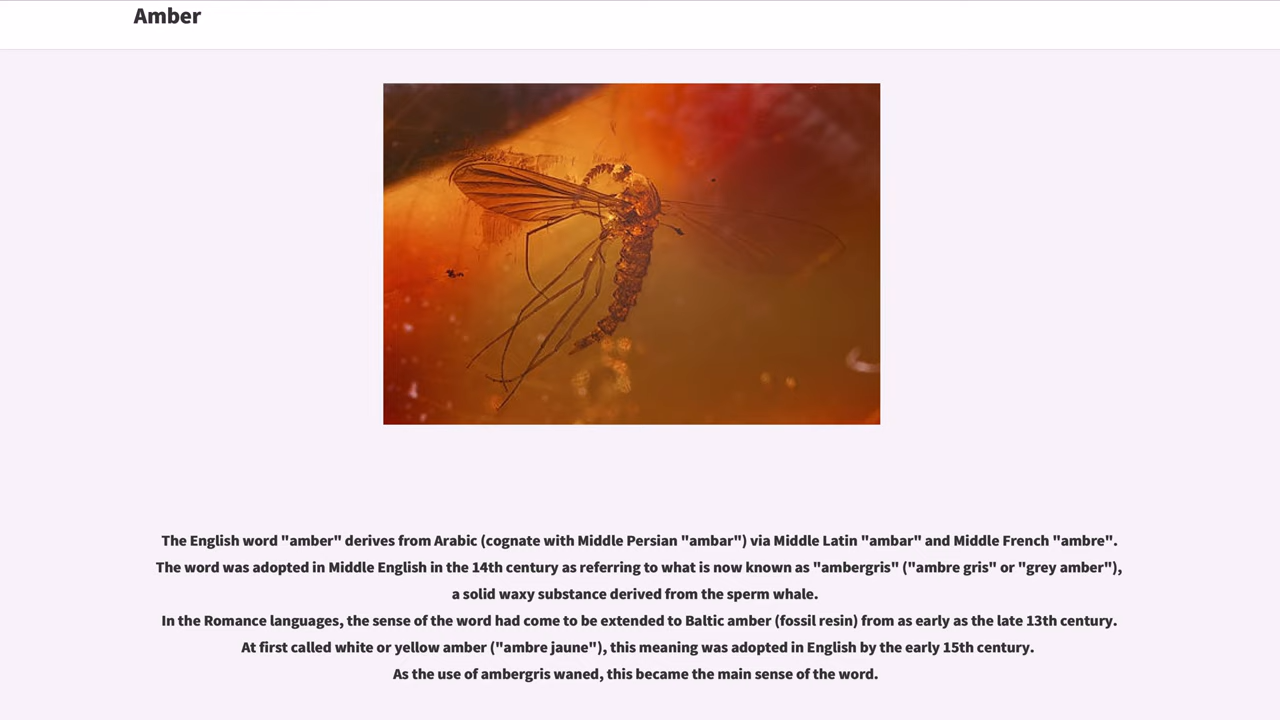 Amber
The English word "amber" derives from Arabic (cognate with Middle Persian "ambar") via Middle Latin "ambar" and Middle French "ambre".
The word was adopted in Middle English in the 14th century as referring to what is now known as "ambergris" ("ambre gris" or "grey amber"),
a solid waxy substance derived from the sperm whale.
In the Romance languages, the sense of the word had come to be extended to Baltic amber (fossil resin) from as early as the late 13th century.
At first called white or yellow amber ("ambre jaune"), this meaning was adopted in English by the early 15th century.
As the use of ambergris waned, this became the main sense of the word.